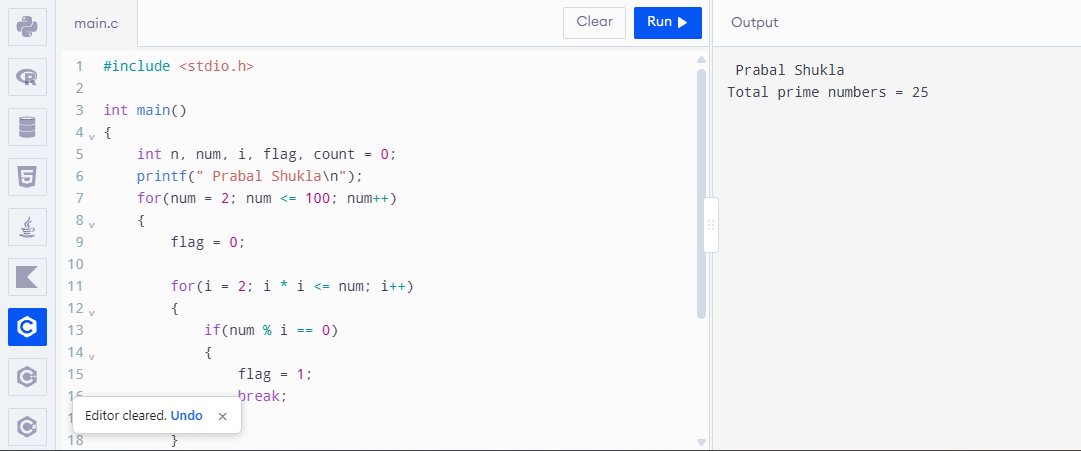 main.c
Clear
Run
Output
1 #include <stdio.h>
2
3 int main()
4 {
5     int n, num, i, flag, count = 0;
6     printf(" Prabal Shukla\n");
7     for(num = 2; num <= 100; num++)
8     {
9         flag = 0;
10
11         for(i = 2; i * i <= num; i++)
12         {
13             if(num % i == 0)
14             {
15                 flag = 1;
break;
18         }
Editor cleared. Undo ×
 Prabal Shukla
Total prime numbers = 25